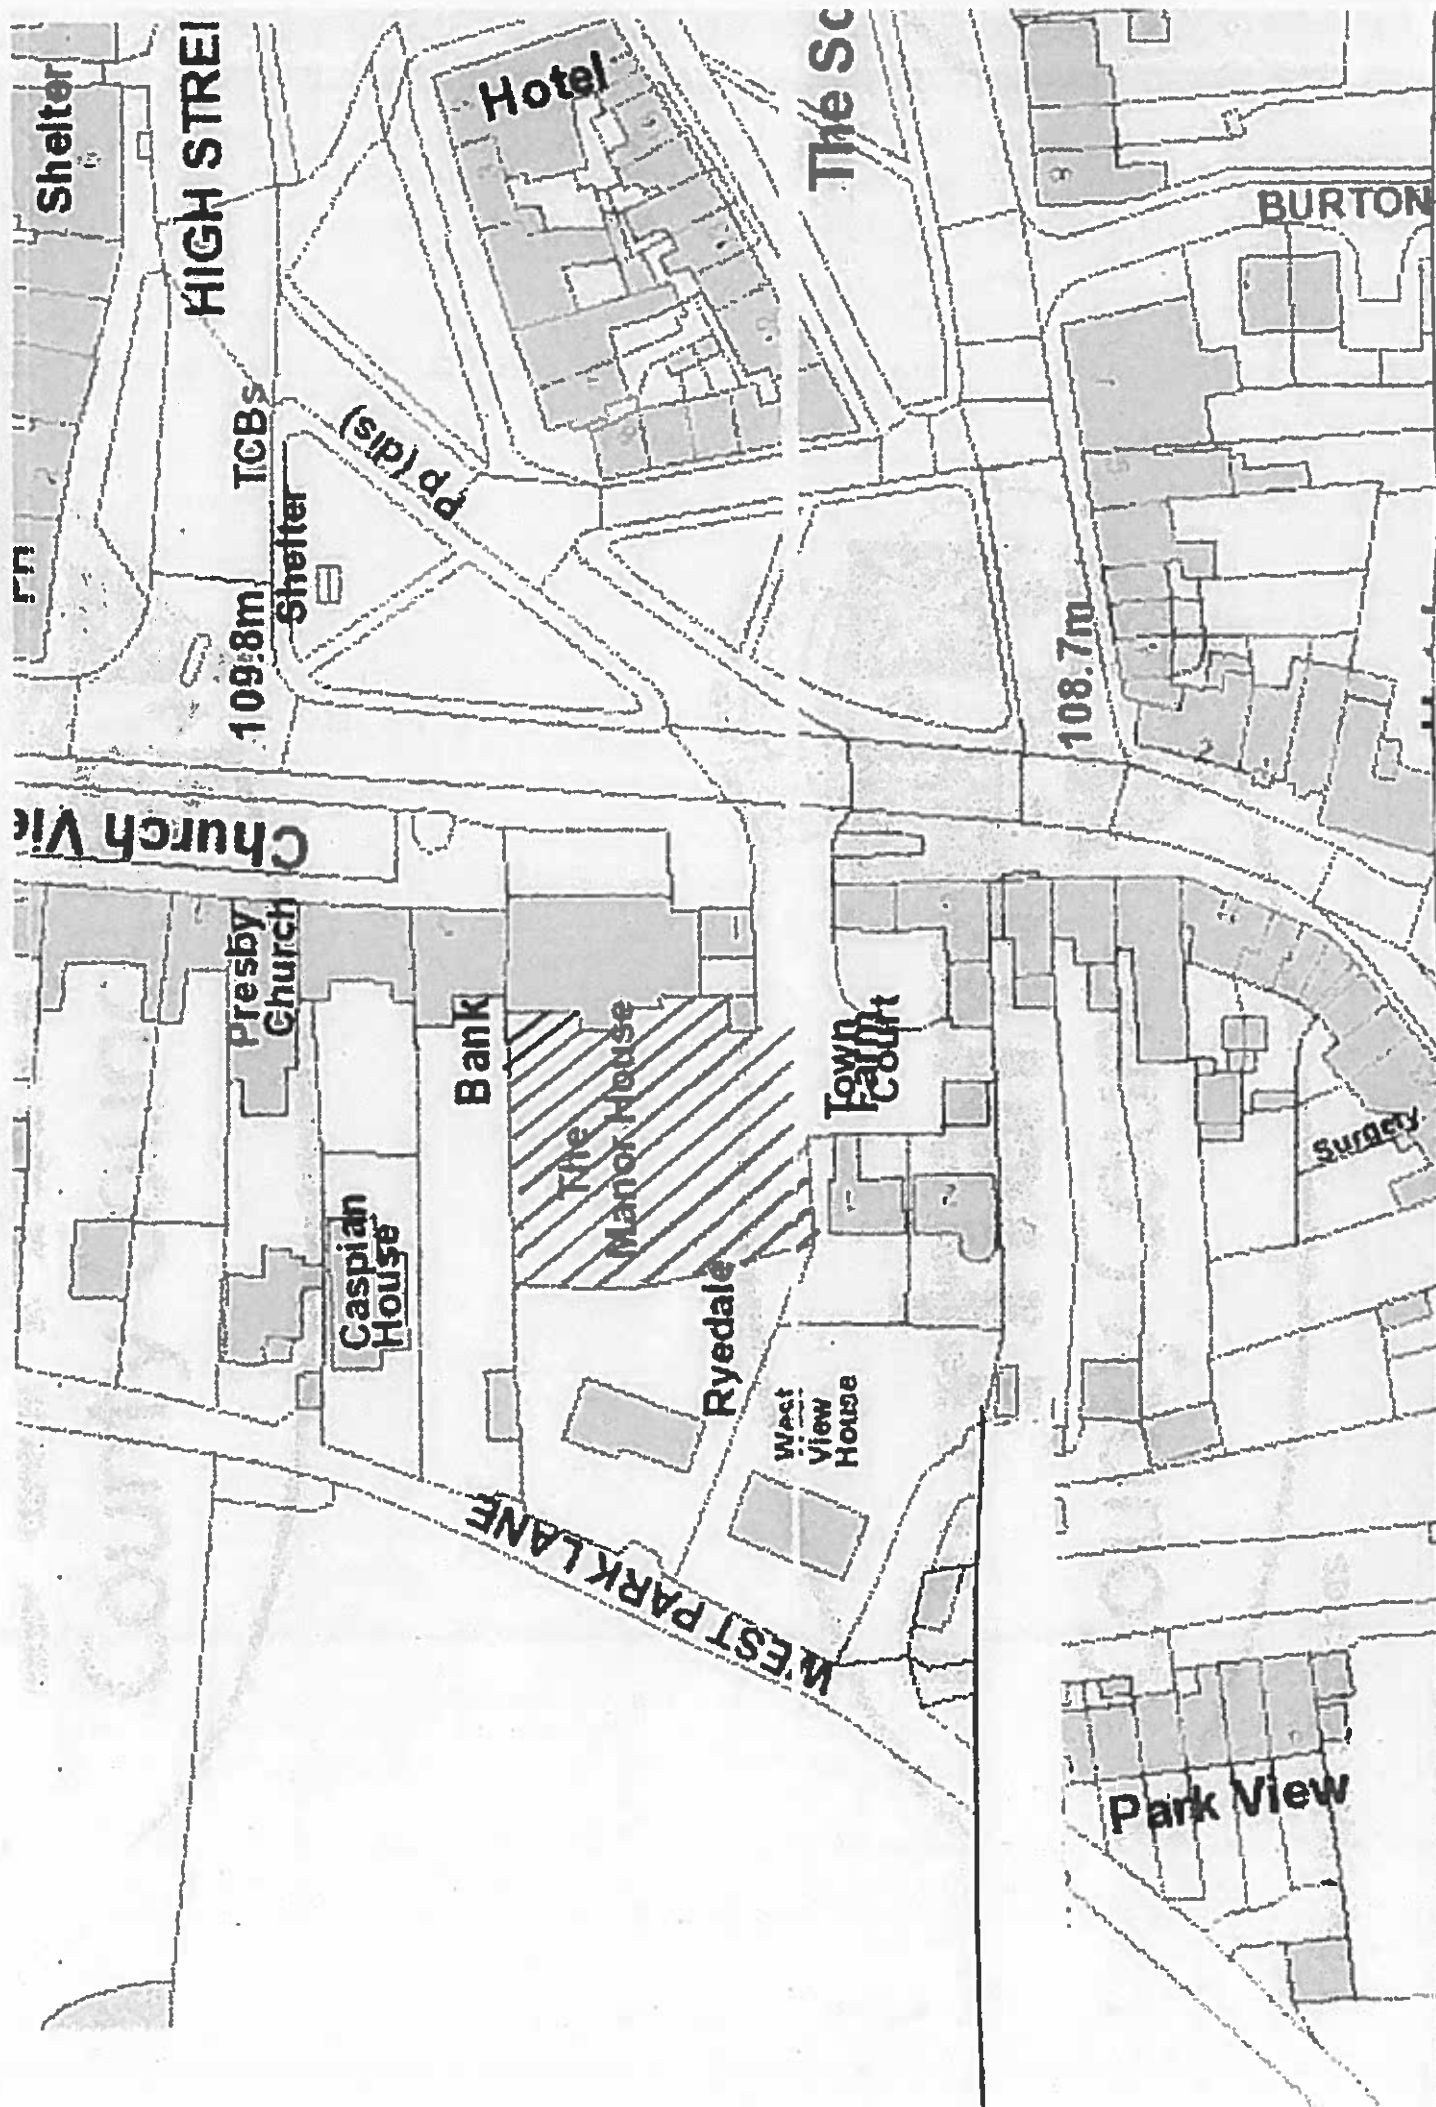 Shelter
HIGH STREE
Hotel
The Sc
BURTON
TCBs
Pp (dis)
Shelter
109.8m
108.7m
Church Vie
Presby
Church
Bank
The
Manor House
Town
Farm
Court
Surgery
Caspian
House
Ryedale
West
View
House
WEST PARK LANE
Park View